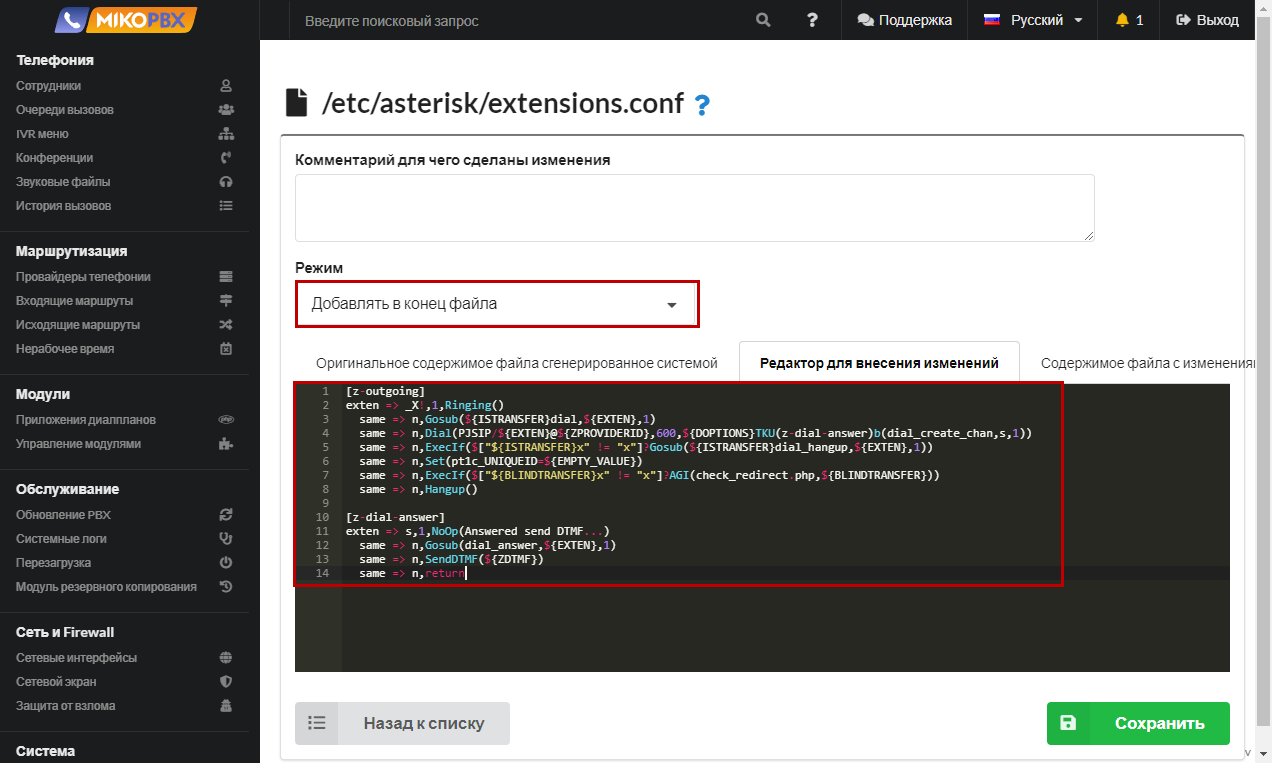 MIKOPBX
Введите поисковый запрос
?
Поддержка
Русский
1
Выход
Телефония
Сотрудники
Очереди вызовов
IVR меню
Конференции
Звуковые файлы
История вызовов
Маршрутизация
Провайдеры телефонии
Входящие маршруты
Исходящие маршруты
Нерабочее время
Модули
Приложения диалпланов
php
Управление модулями
Обслуживание
Обновление PBX
Системные логи
Перезагрузка
Модуль резервного копирования
Сеть и Firewall
Сетевые интерфейсы
Сетевой экран
Защита от взлома
Система
/etc/asterisk/extensions.conf ?
Комментарий для чего сделаны изменения
Режим
Добавлять в конец файла
Оригинальное содержимое файла сгенерированное системой
Редактор для внесения изменений
Содержимое файла с изменения
1 [z-outgoing]
2 exten => _X!,1,Ringing()
3 same => n,Gosub(${ISTRANSFER}dial,${EXTEN},1)
4 same => n,Dial(PJSIP/${EXTEN}@${ZPROVIDERID},600,${DOPTIONS}TKU(z-dial-answer)b(dial_create_chan,s,1))
5 same => n,ExecIf($["${ISTRANSFER}x" != "x"]?Gosub(${ISTRANSFER}dial_hangup,${EXTEN},1))
6 same => n,Set(pt1c_UNIQUEID=${EMPTY_VALUE})
7 same => n,ExecIf($["${BLINDTRANSFER}x" != "x"]?AGI(check_redirect.php,${BLINDTRANSFER}))
8 same => n,Hangup()
9
10 [z-dial-answer]
11 exten => s,1,NoOp(Answered send DTMF...)
12 same => n,Gosub(dial_answer,${EXTEN},1)
13 same => n,SendDTMF(${ZDTMF})
14 same => n,return
Назад к списку
Сохранить
v